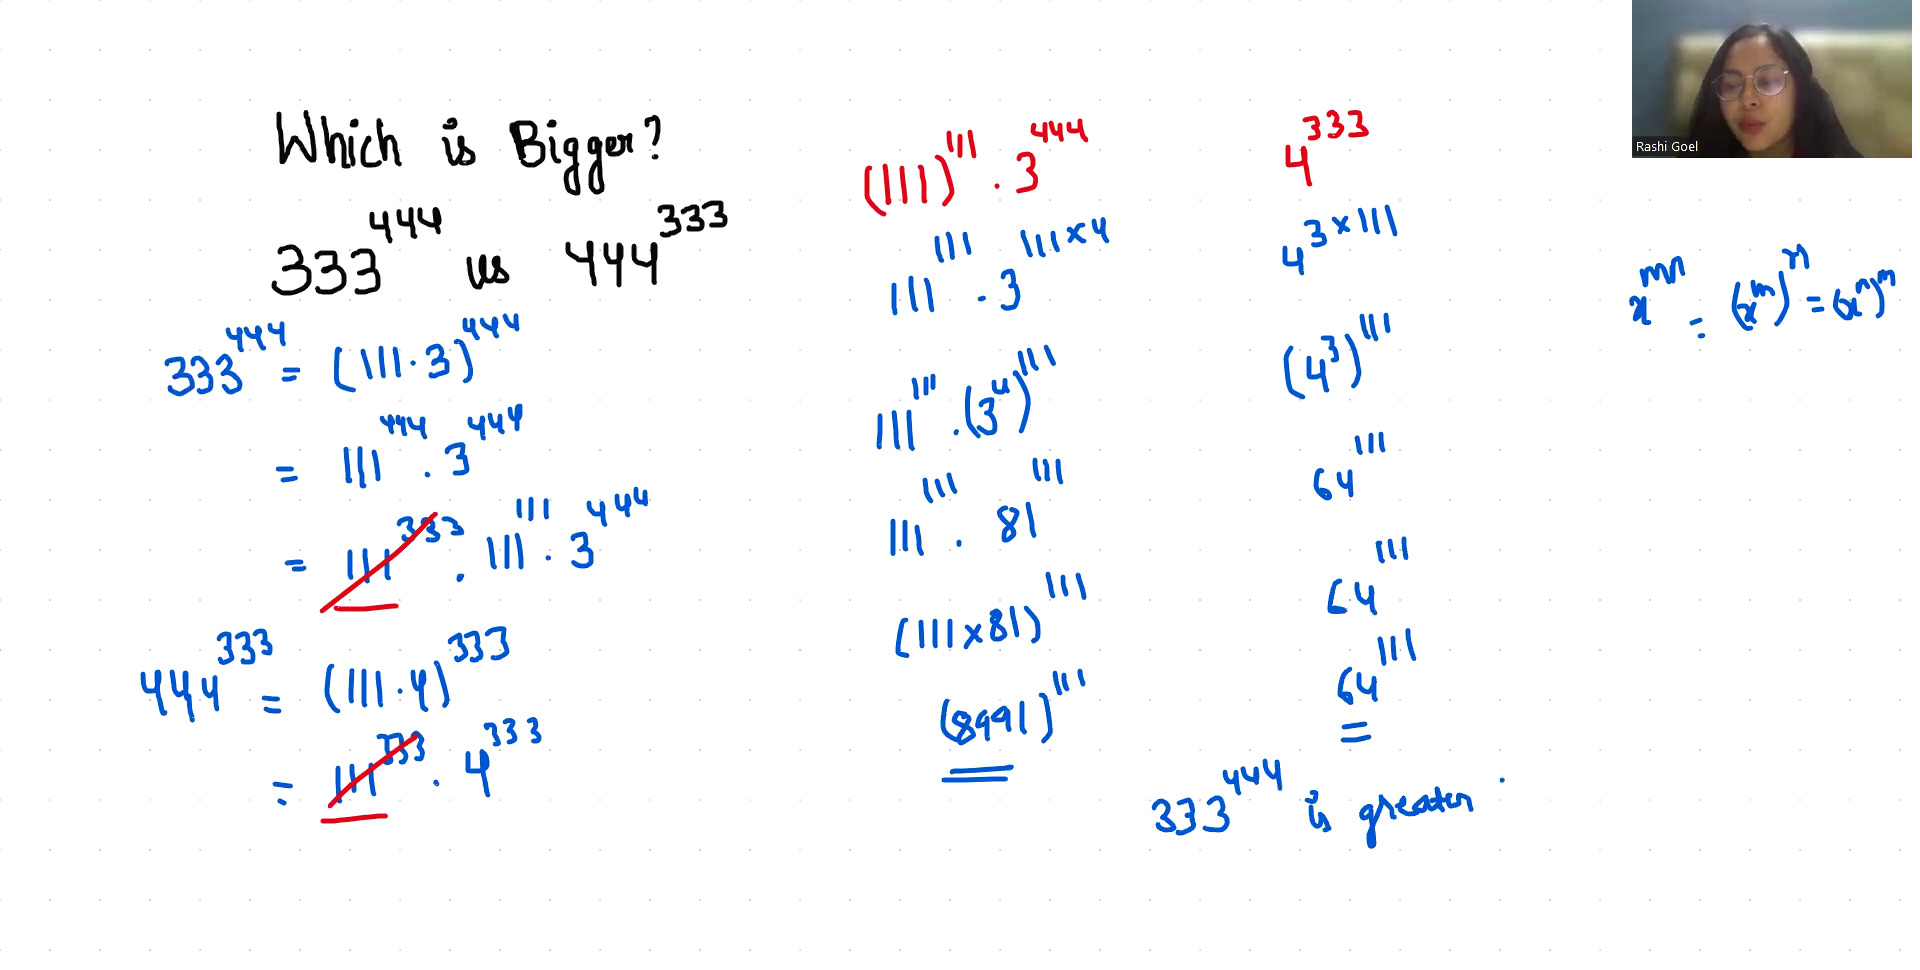 Which is Bigger?
333^444 vs 444^333
333^444 = (111·3)^444
= 111^444 · 3^444
= 111^333 · 111^111 · 3^444
444^333 = (111·4)^333
= 111^333 · 4^333
(111)^111 · 3^444
111^111 · 3^111×4
111^111 · (3^4)^111
111^111 · 81^111
(111×81)^111
(8991)^111
4^333
4^3×111
(4^3)^111
64^111
64^111
64^111
333^444 is greater
x^mn = (x^m)^n = (x^n)^m
Rashi Goel